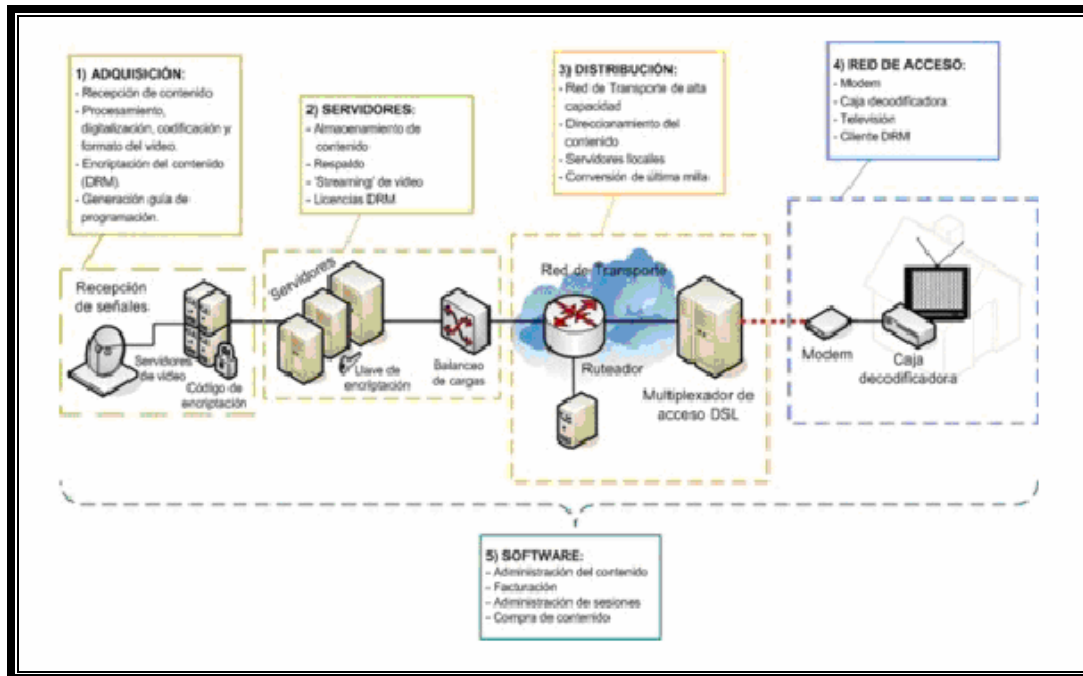 1) ADQUISICIÓN:
- Recepción de contenido
- Procesamiento,
digitalización, codificación y
formato del vídeo.
- Encriptación del contenido
(DRM).
- Generación guía de
programación.
2) SERVIDORES:
- Almacenamiento de
contenido
- Respaldo
- 'Streaming' de video
- Licencias DRM
3) DISTRIBUCIÓN:
- Red de Transporte de alta
capacidad
- Direccionamiento del
contenido
- Servidores locales
- Conversión de última milla
4) RED DE ACCESO:
- Modem
- Caja decodificadora
- Televisión
- Cliente DRM
Recepción
de señales
Servidores
de video
Código de
encriptación
Servidores
Llave de
encriptación
Balanceo
de cargas
Red de Transporte
Ruteador
Multiplexador de
acceso DSL
Modem
Caja
decodificadora
5) SOFTWARE:
- Administración del contenido
- Facturación
- Administración de sesiones
- Compra de contenido